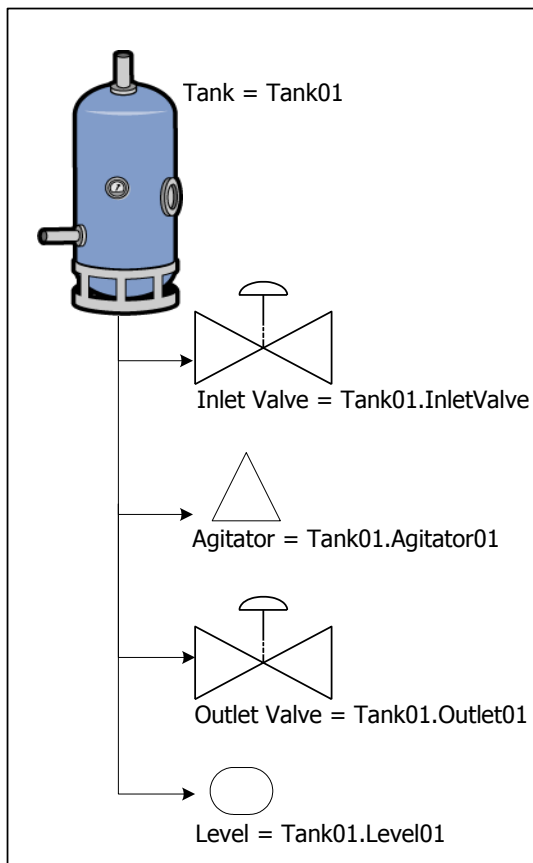 Tank = Tank01
Inlet Valve = Tank01.InletValve
Agitator = Tank01.Agitator01
Outlet Valve = Tank01.Outlet01
Level = Tank01.Level01